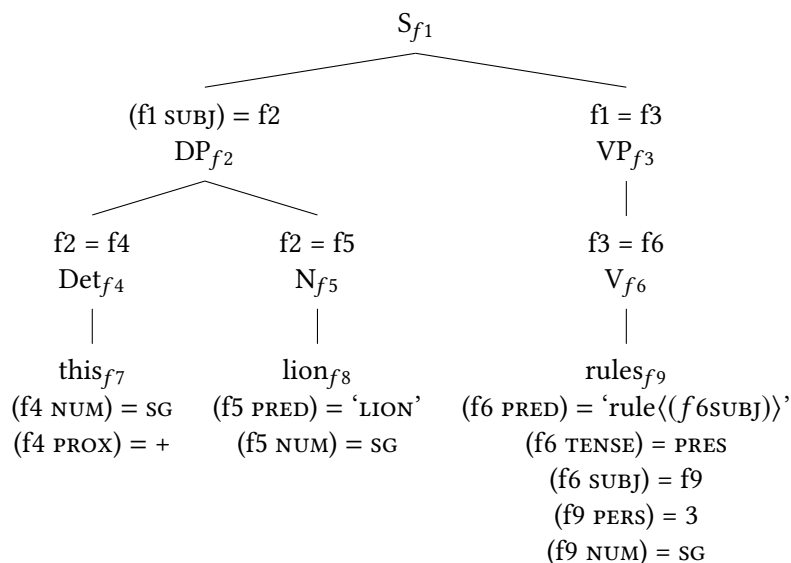 S_f1
(f1 SUBJ) = f2 f1 = f3
DP_f2 VP_f3
f2 = f4 f2 = f5 f3 = f6
Det_f4 N_f5 V_f6
this_f7 lion_f8 rules_f9
(f4 NUM) = SG (f5 PRED) = ‘LION’ (f6 PRED) = ‘rule⟨(f6SUBJ)⟩’
(f4 PROX) = + (f5 NUM) = SG (f6 TENSE) = PRES
(f6 SUBJ) = f9
(f9 PERS) = 3
(f9 NUM) = SG